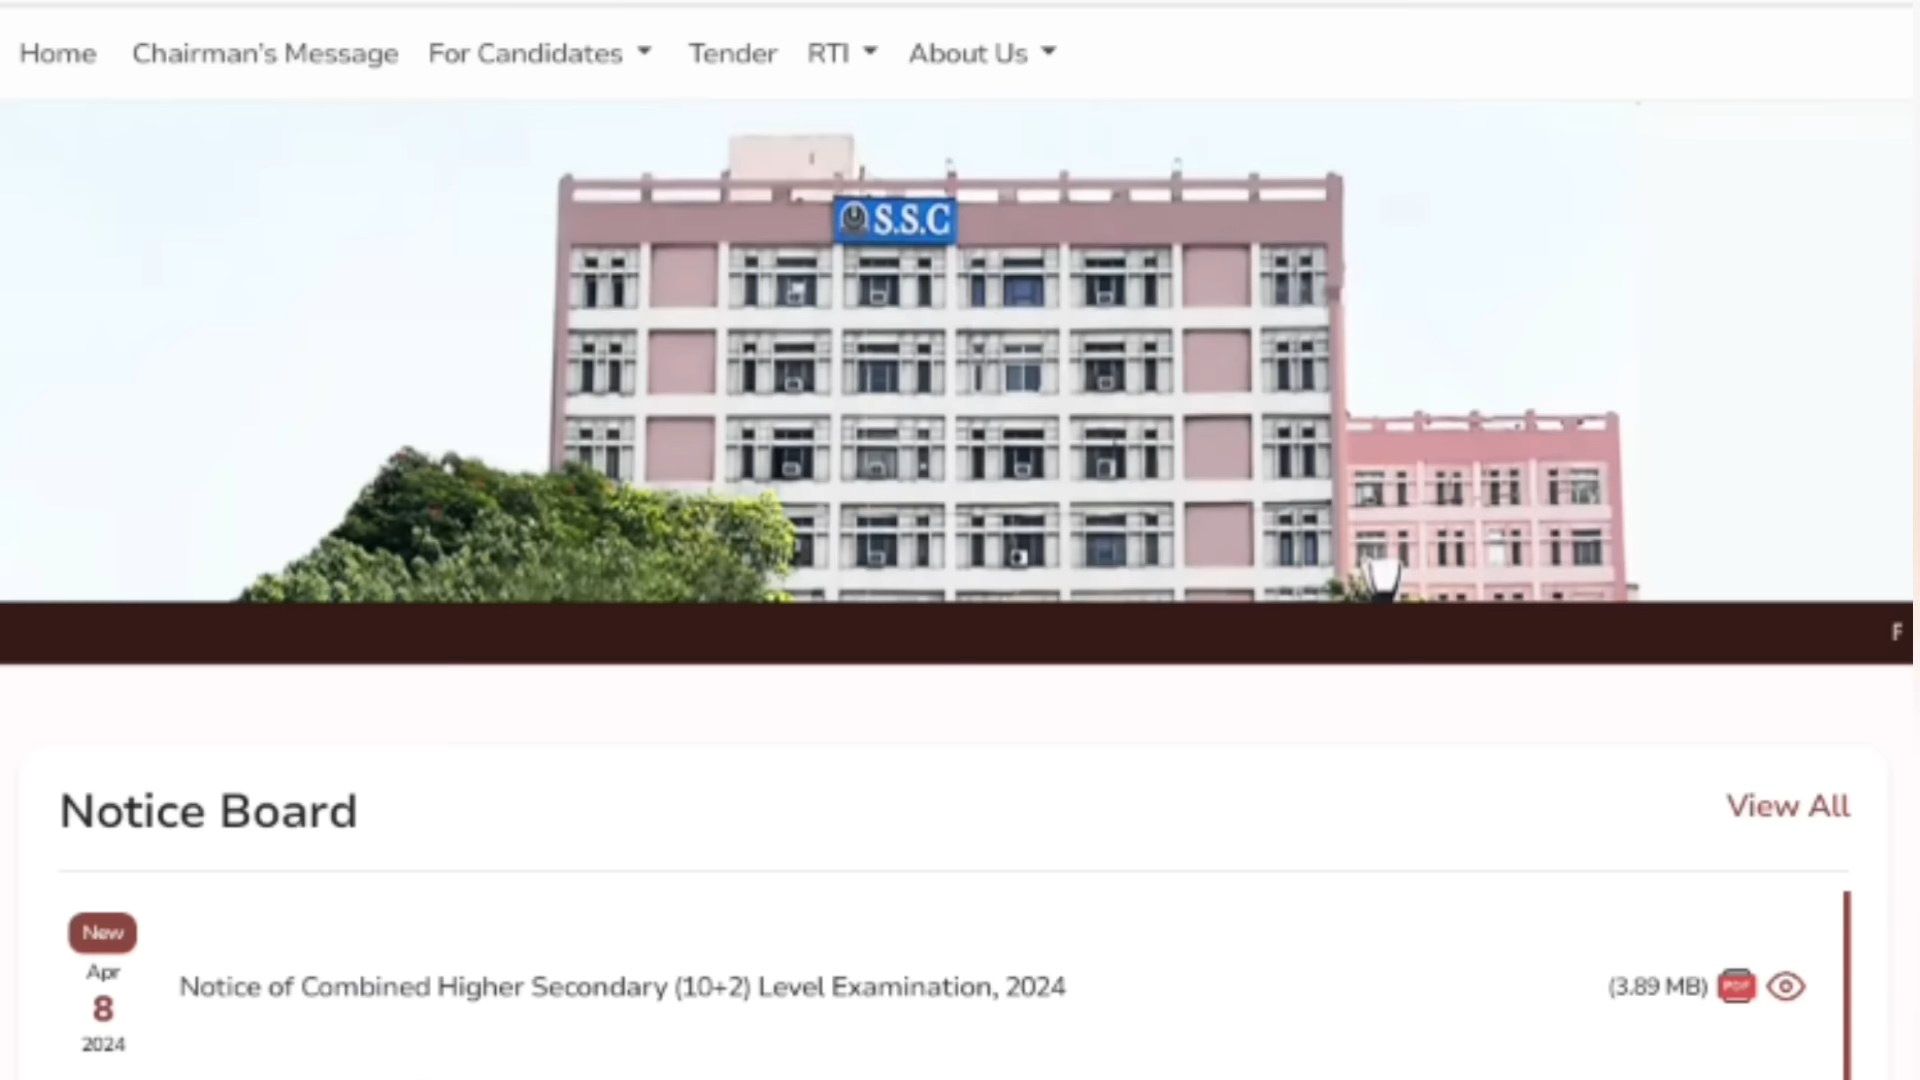 Home Chairman's Message For Candidates Tender RTI About Us
S.S.C
F
Notice Board
View All
New
Apr
8
2024
Notice of Combined Higher Secondary (10+2) Level Examination, 2024
(3.89 MB) PDF